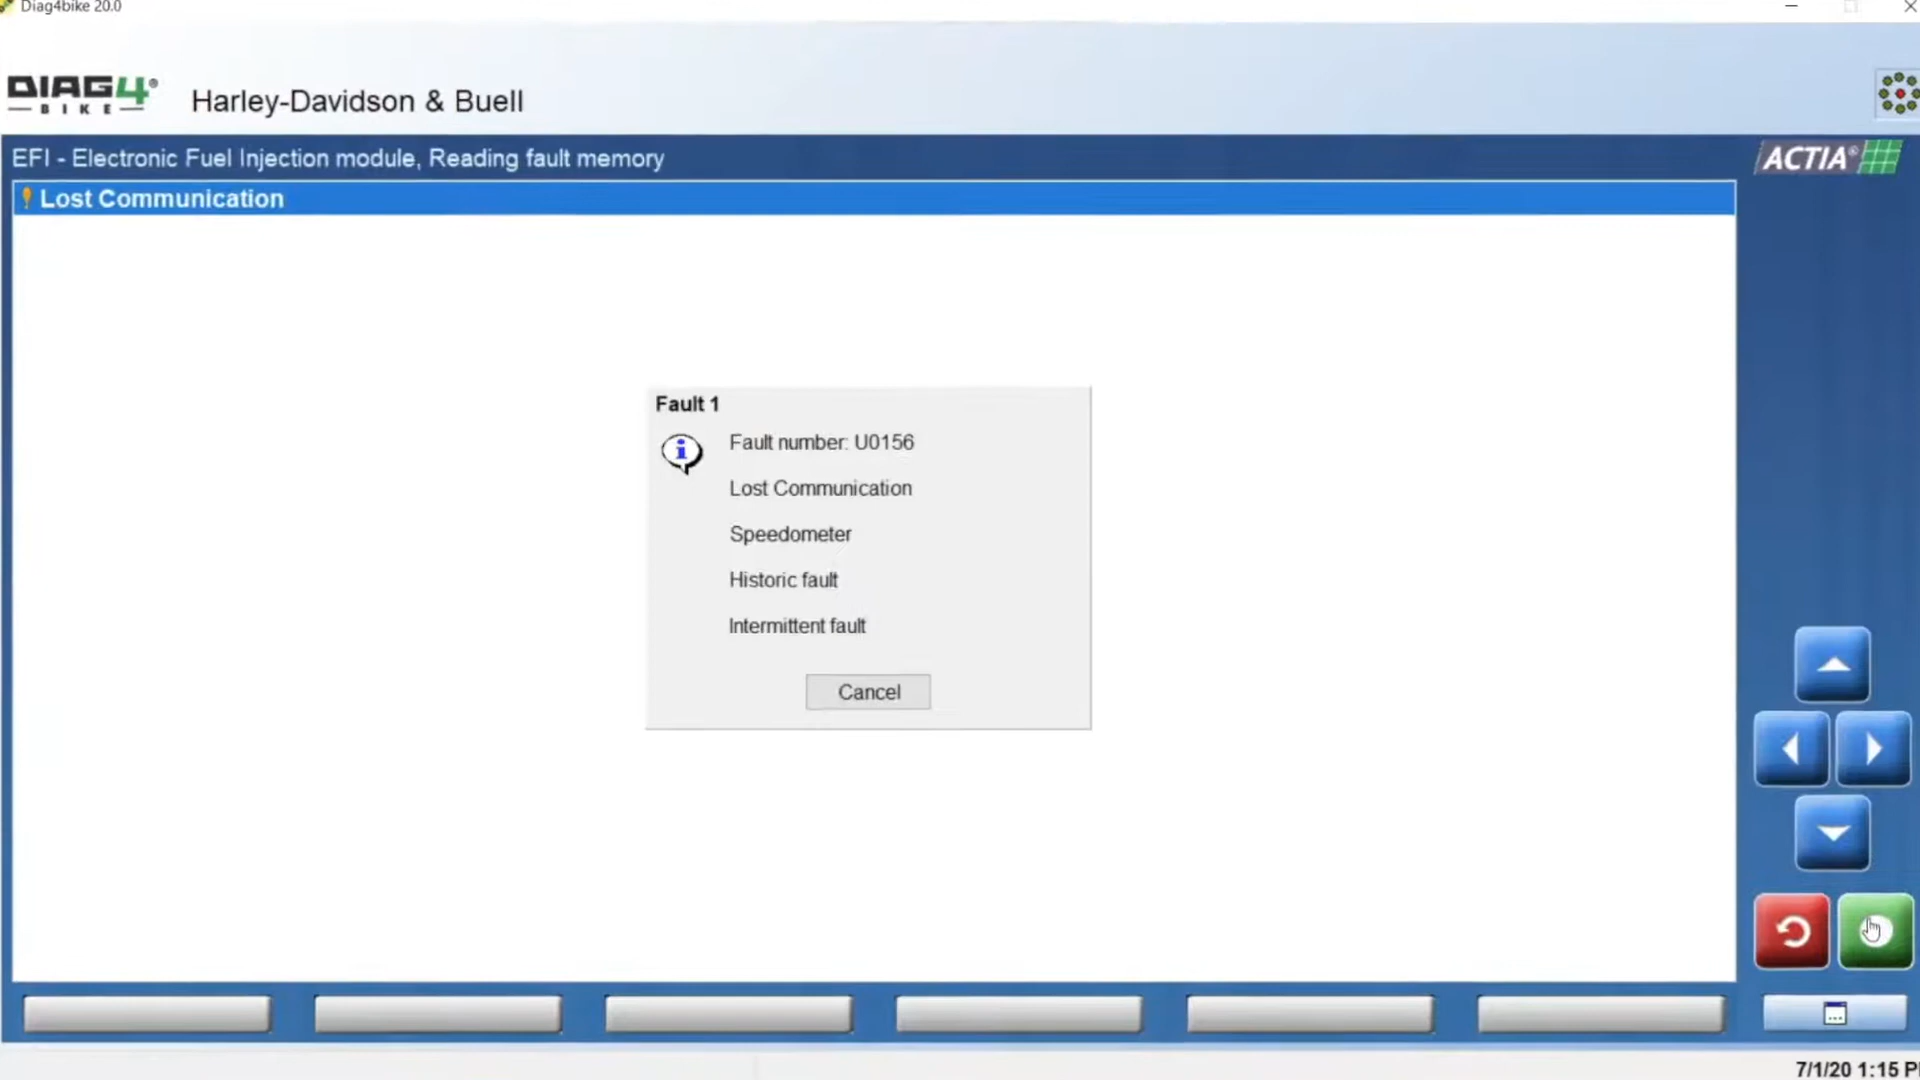 Diag4bike 20.0
DIAG4®
BIKE
Harley-Davidson & Buell
EFI - Electronic Fuel Injection module, Reading fault memory
ACTIA®
Lost Communication
Fault 1
i
Fault number: U0156
Lost Communication
Speedometer
Historic fault
Intermittent fault
Cancel
7/1/20 1:15 P